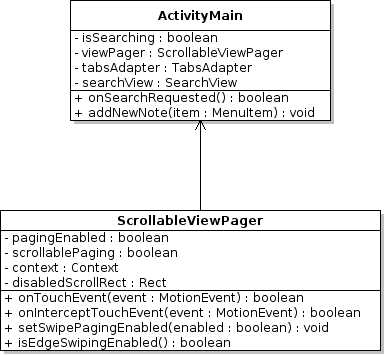 ActivityMain
- isSearching : boolean
- viewPager : ScrollableViewPager
- tabsAdapter : TabsAdapter
- searchView : SearchView
+ onSearchRequested() : boolean
+ addNewNote(item : MenuItem) : void
ScrollableViewPager
- pagingEnabled : boolean
- scrollablePaging : boolean
- context : Context
- disabledScrollRect : Rect
+ onTouchEvent(event : MotionEvent) : boolean
+ onInterceptTouchEvent(event : MotionEvent) : boolean
+ setSwipePagingEnabled(enabled : boolean) : void
+ isEdgeSwipingEnabled() : boolean